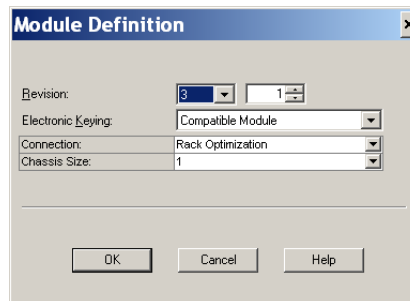 Module Definition
Revision: 3 1
Electronic Keying: Compatible Module
Connection: Rack Optimization
Chassis Size: 1
OK Cancel Help